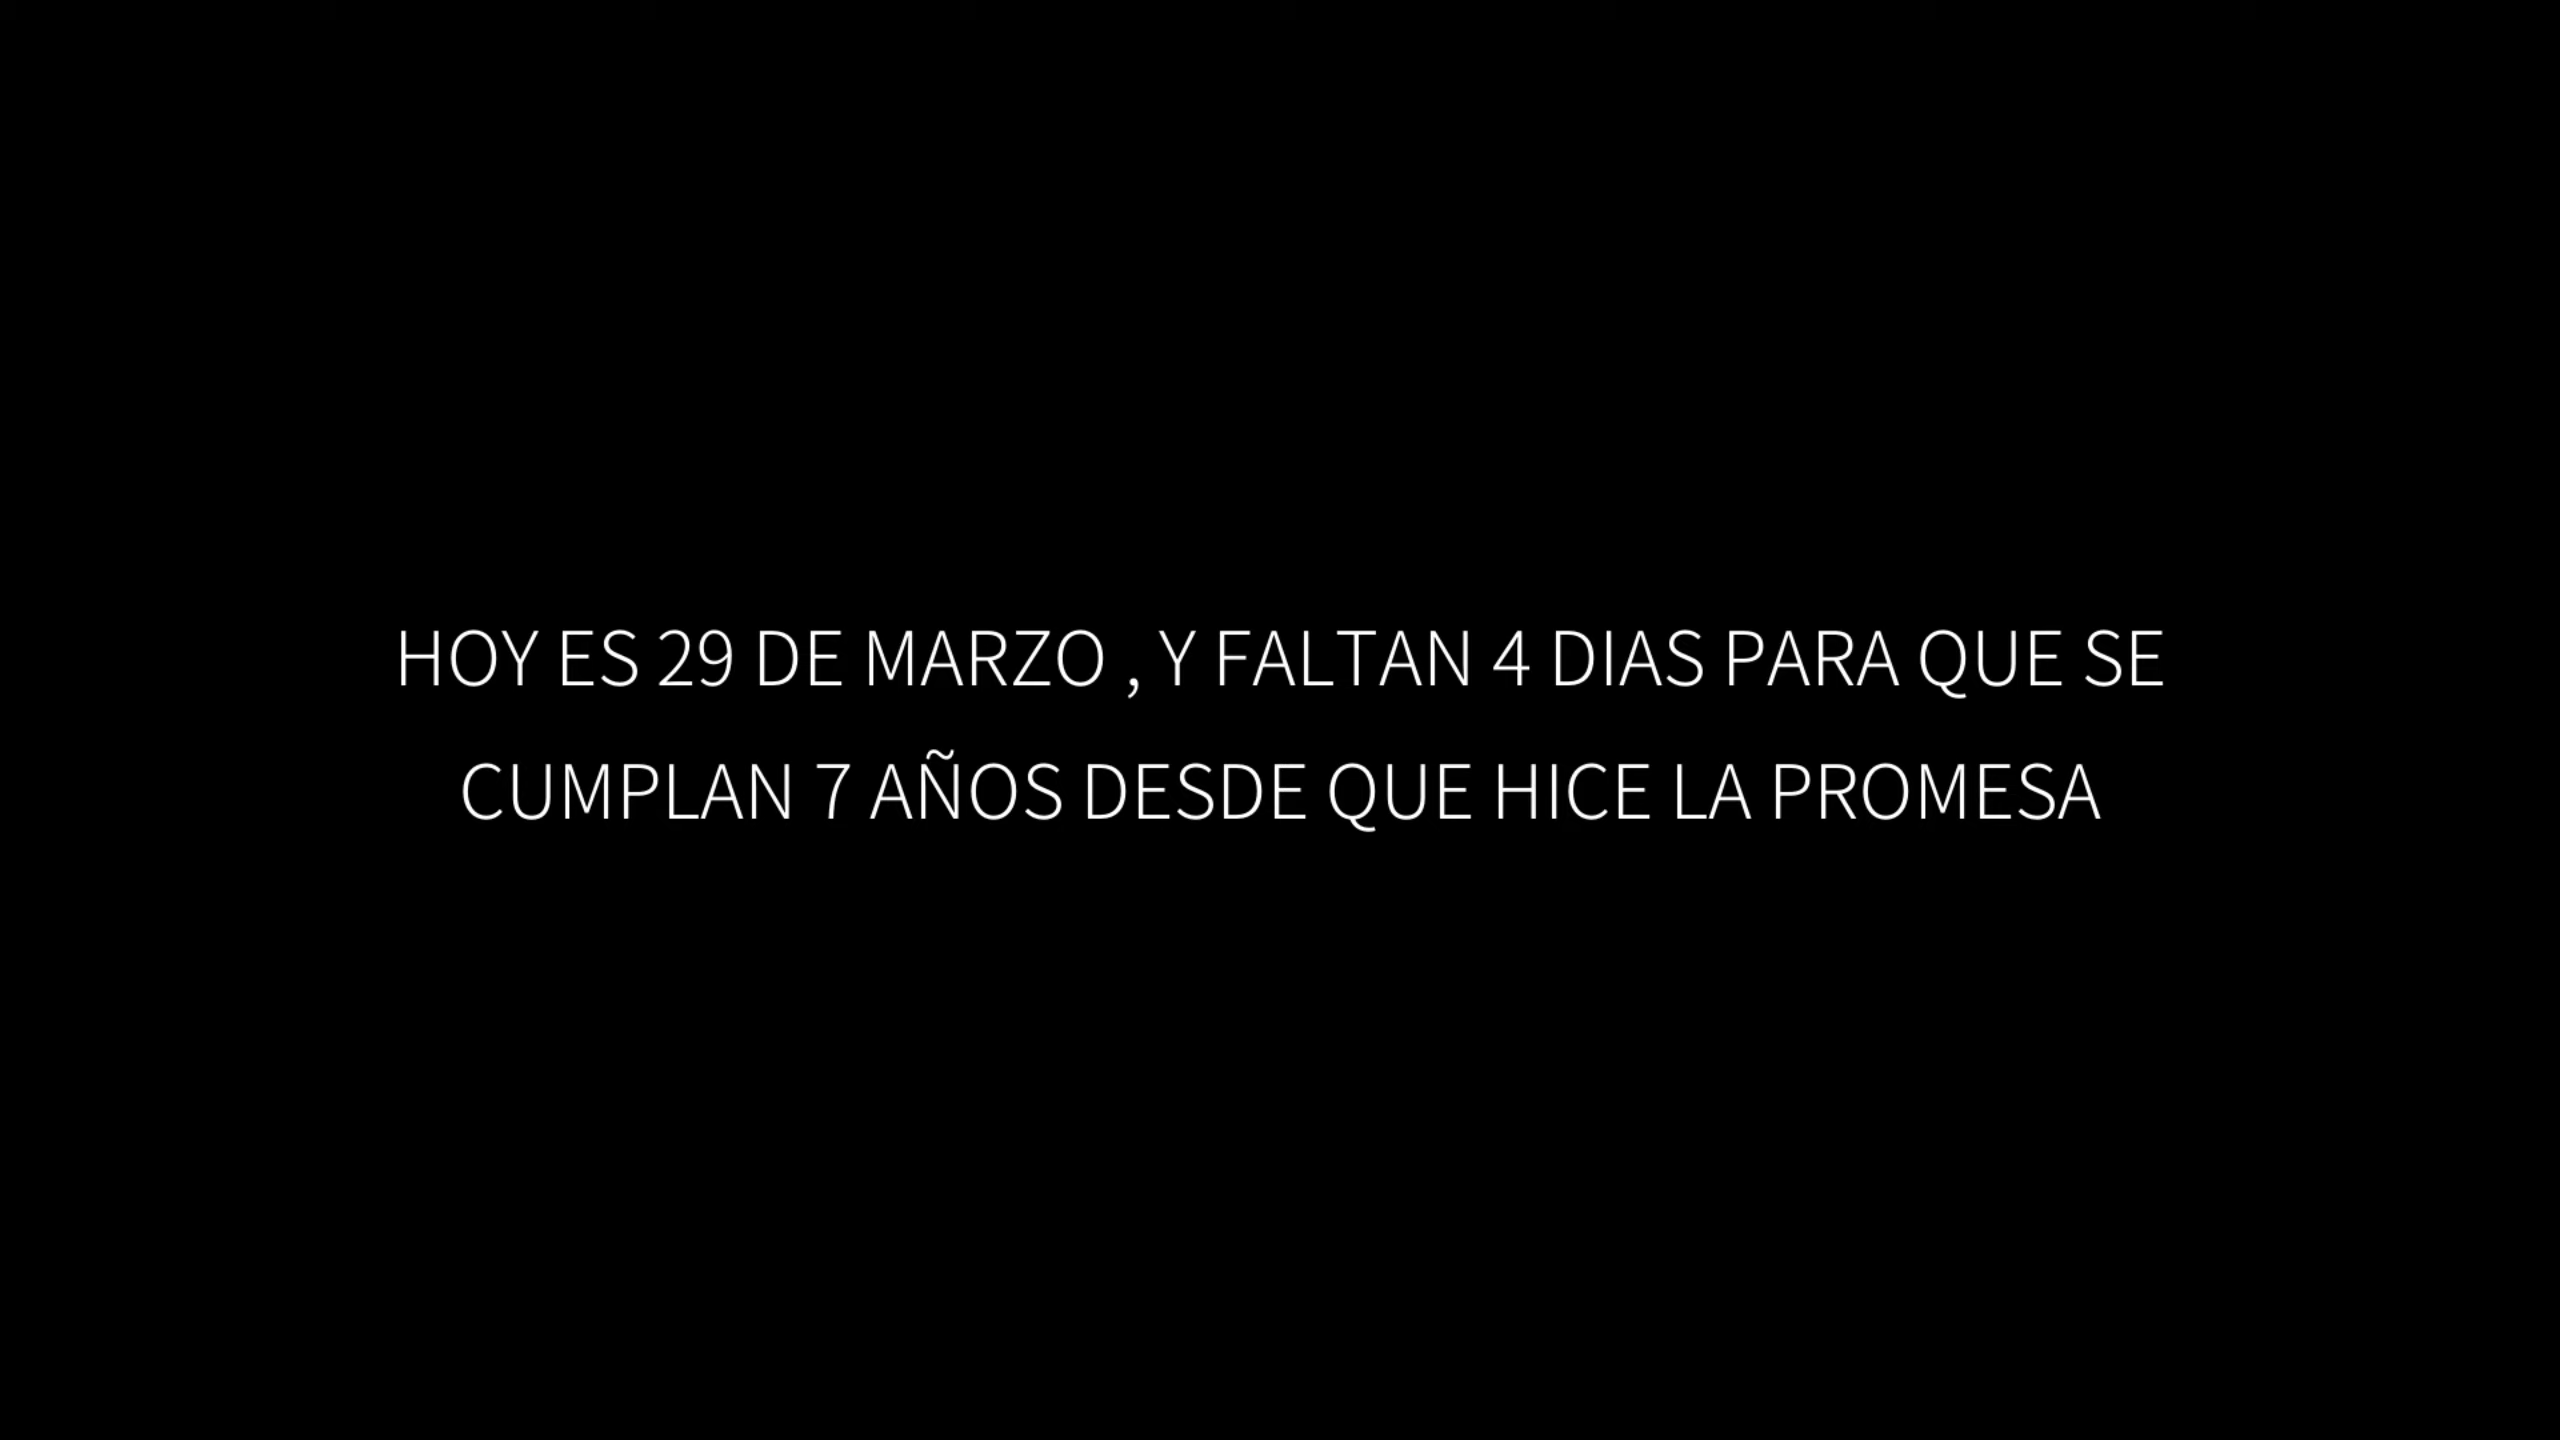 HOY ES 29 DE MARZO , Y FALTAN 4 DIAS PARA QUE SE
CUMPLAN 7 AÑOS DESDE QUE HICE LA PROMESA